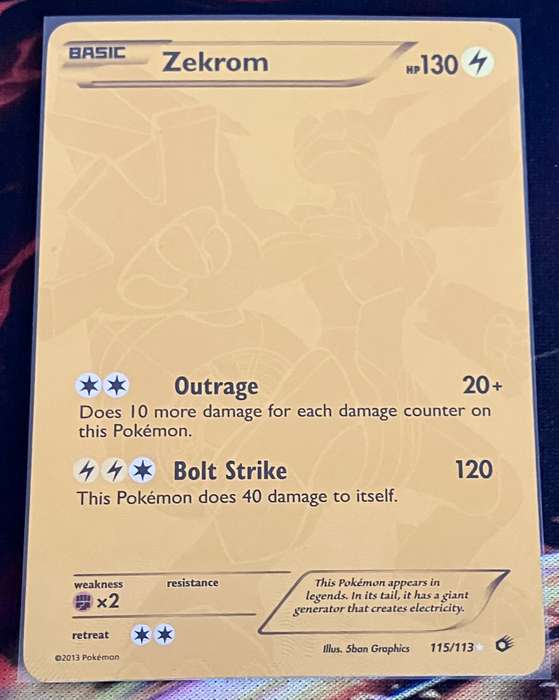 BASIC Zekrom HP130
Outrage 20+
Does 10 more damage for each damage counter on
this Pokémon.
Bolt Strike 120
This Pokémon does 40 damage to itself.
weakness resistance
×2
retreat
This Pokémon appears in
legends. In its tail, it has a giant
generator that creates electricity.
©2013 Pokémon
Illus. 5ban Graphics 115/113